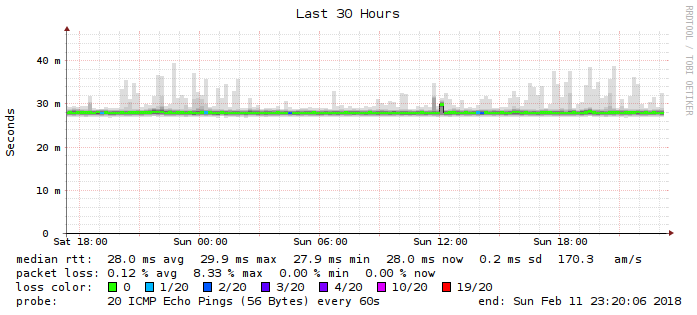 Last 30 Hours
RRDTOOL / TOBI OETIKER
Seconds
40 m
30 m
20 m
10 m
0
Sat 18:00 Sun 00:00 Sun 06:00 Sun 12:00 Sun 18:00
median rtt: 28.0 ms avg 29.9 ms max 27.9 ms min 28.0 ms now 0.2 ms sd 170.3 am/s
packet loss: 0.12 % avg 8.33 % max 0.00 % min 0.00 % now
loss color: 0 1/20 2/20 3/20 4/20 10/20 19/20
probe: 20 ICMP Echo Pings (56 Bytes) every 60s end: Sun Feb 11 23:20:06 2018